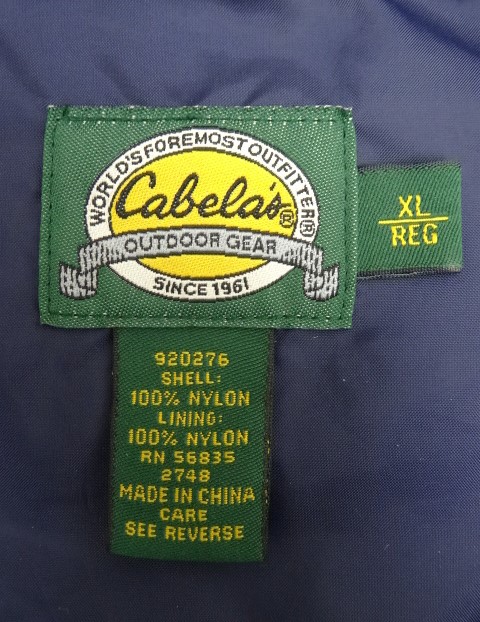 WORLD'S FOREMOST OUTFITTER®
Cabela's®
OUTDOOR GEAR
SINCE 1961
XL
REG
920276
SHELL:
100% NYLON
LINING:
100% NYLON
RN 56835
2748
MADE IN CHINA
CARE
SEE REVERSE